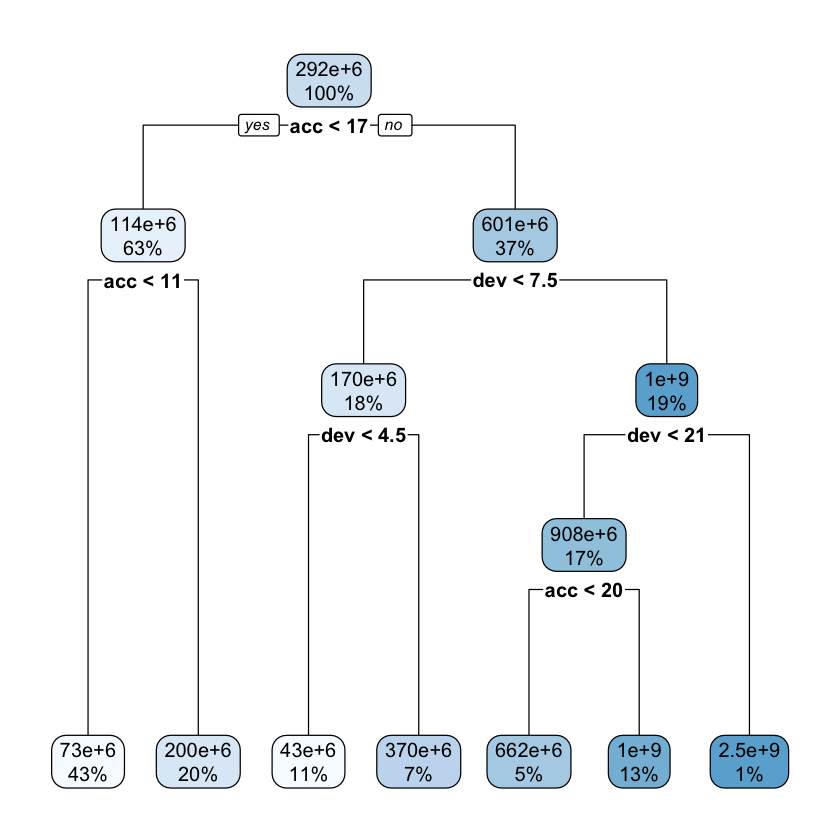 292e+6
100%
yes acc < 17 no
114e+6
63%
601e+6
37%
acc < 11
dev < 7.5
170e+6
18%
1e+9
19%
dev < 4.5
dev < 21
908e+6
17%
acc < 20
73e+6
43%
200e+6
20%
43e+6
11%
370e+6
7%
662e+6
5%
1e+9
13%
2.5e+9
1%